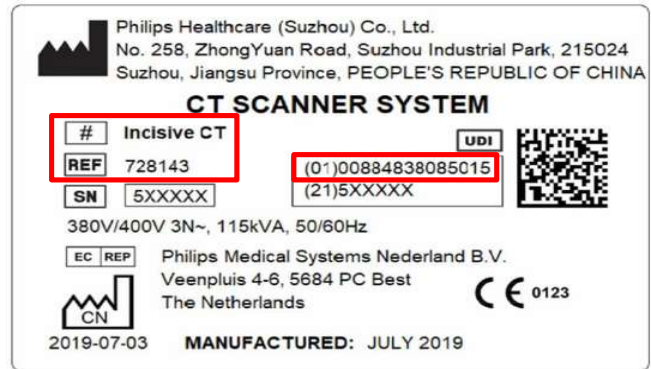 Philips Healthcare (Suzhou) Co., Ltd.
No. 258, ZhongYuan Road, Suzhou Industrial Park, 215024
Suzhou, Jiangsu Province, PEOPLE'S REPUBLIC OF CHINA
CT SCANNER SYSTEM
# Incisive CT
UDI
REF 728143
(01)00884838085015
SN 5XXXXX
(21)5XXXXX
380V/400V 3N~, 115kVA, 50/60Hz
EC REP Philips Medical Systems Nederland B.V.
Veenpluis 4-6, 5684 PC Best
The Netherlands
CN
CE 0123
2019-07-03 MANUFACTURED: JULY 2019